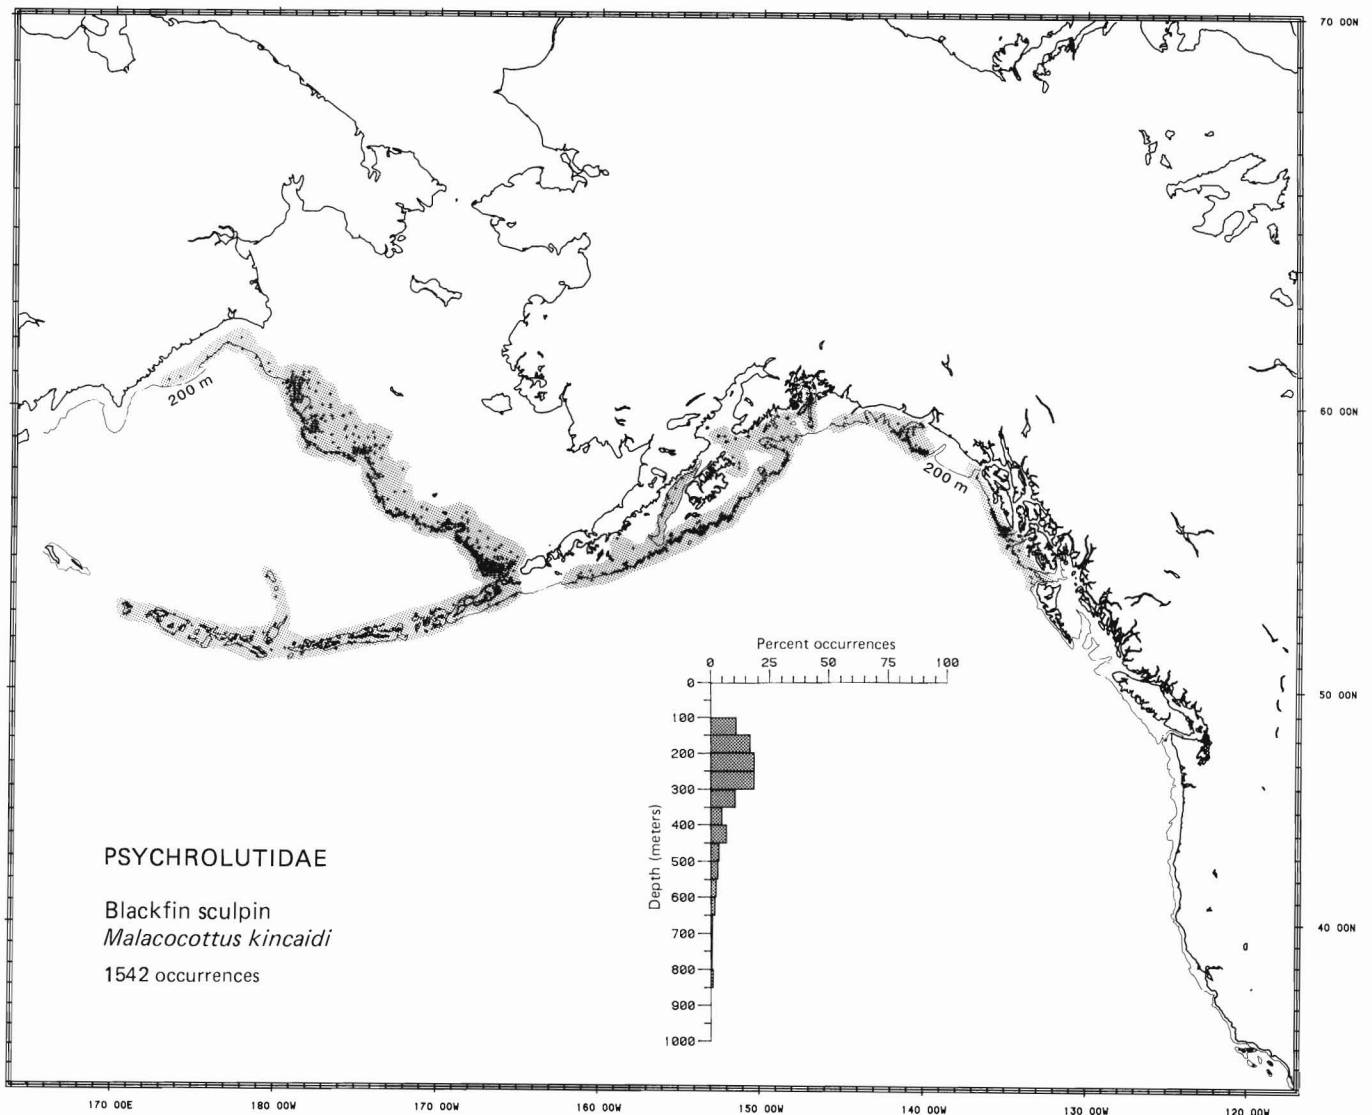 70 00N
200 m
60 00N
200 m
Percent occurrences
0 25 50 75 100
50 00N
0
100
200
300
400
500
600
700
800
900
1000
Depth (meters)
PSYCHROLUTIDAE
Blackfin sculpin
Malacocottus kincaidi
1542 occurrences
40 00N
170 00E 180 00W 170 00W 160 00W 150 00W 140 00W 130 00W 120 00W